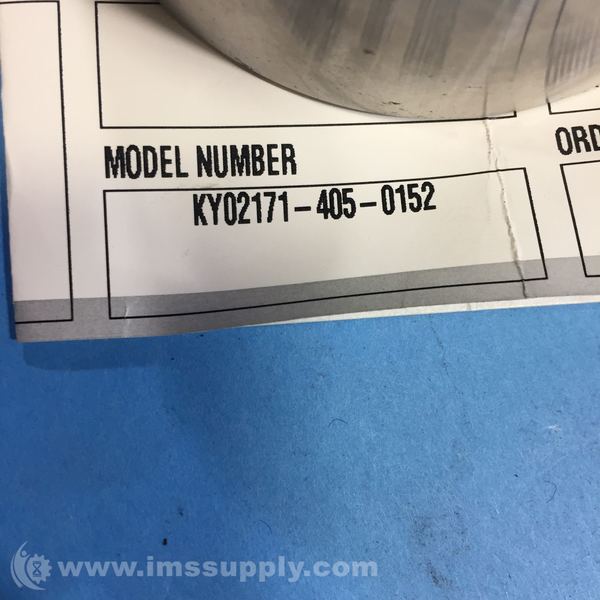 MODEL NUMBER
ORD
KY02171-405-0152
www.imssupply.com